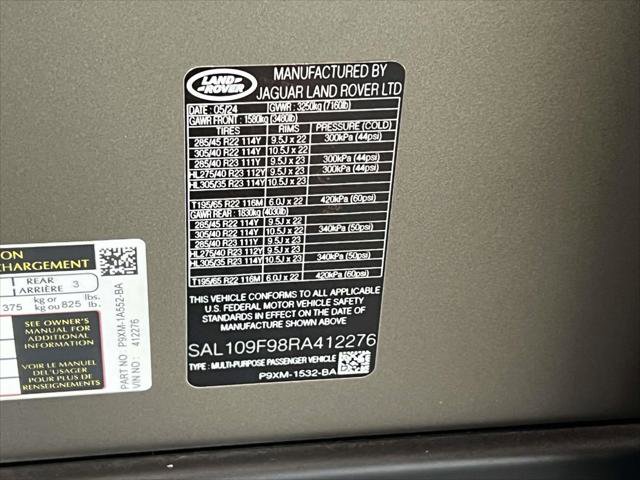 LAND ROVER
MANUFACTURED BY
JAGUAR LAND ROVER LTD
DATE : 05/24 GVWR : 3250kg (7160lb)
GAWR FRONT : 1580kg (3480lb)
TIRES RIMS PRESSURE (COLD)
285/45 R22 114Y 9.5J x 22 300kPa (44psi)
305/40 R22 114Y 10.5J x 22
285/40 R23 111Y 9.5J x 23 300kPa (44psi)
HL275/40 R23 112Y 9.5J x 23 300kPa (44psi)
HL305/35 R23 114Y 10.5J x 23
T195/65 R22 116M 6.0J x 22 420kPa (60psi)
GAWR REAR : 1830kg (4030lb)
285/45 R22 114Y 9.5J x 22
305/40 R22 114Y 10.5J x 22 340kPa (50psi)
285/40 R23 111Y 9.5J x 23
HL275/40 R23 112Y 9.5J x 23
HL305/35 R23 114Y 10.5J x 23 340kPa (50psi)
T195/65 R22 116M 6.0J x 22 420kPa (60psi)
THIS VEHICLE CONFORMS TO ALL APPLICABLE
U.S. FEDERAL MOTOR VEHICLE SAFETY
STANDARDS IN EFFECT ON THE DATE OF
MANUFACTURE SHOWN ABOVE
SAL109F98RA412276
TYPE : MULTI-PURPOSE PASSENGER VEHICLE
P9XM-1532-BA
ION
CHARGEMENT
REAR
ARRIÈRE 3
375 kg or kg ou 825 lbs. lb.
SEE OWNER'S
MANUAL FOR
ADDITIONAL
INFORMATION
VOIR LE MANUEL
POUR PLUS DE
RENSEIGNEMENTS
PART NO : P9XM-1A552-BA
VIN NO : 412276